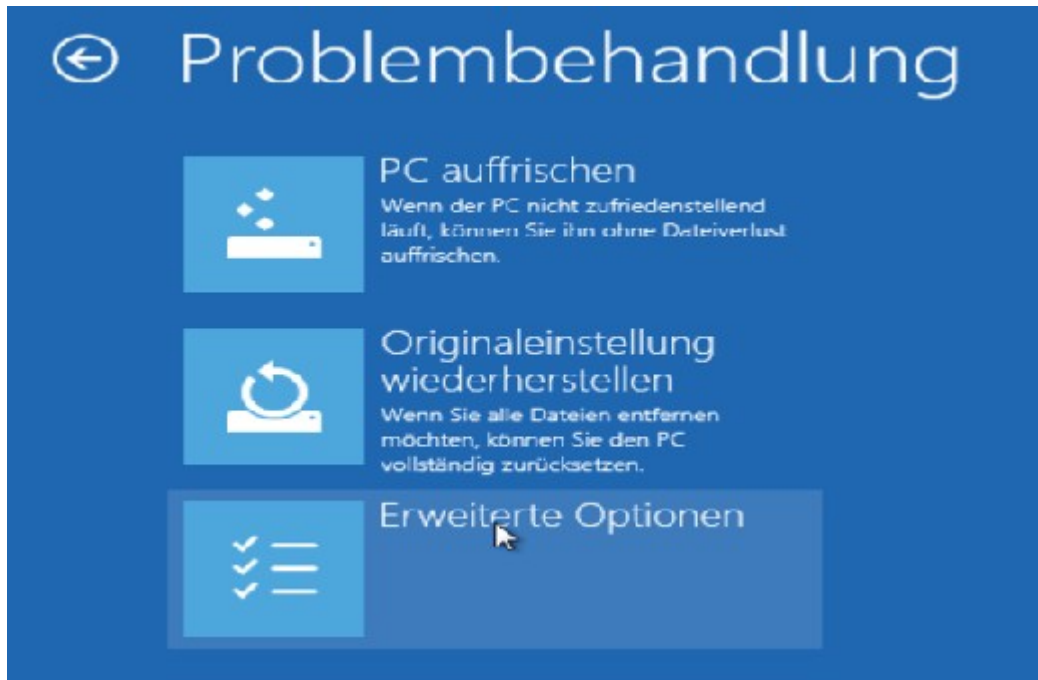 Problembehandlung
PC auffrischen
Wenn der PC nicht zufriedenstellend
läuft, können Sie ihn ohne Dateiverlust
auffrischen.
Originaleinstellung
wiederherstellen
Wenn Sie alle Dateien entfernen
möchten, können Sie den PC
vollständig zurücksetzen.
Erweiterte Optionen